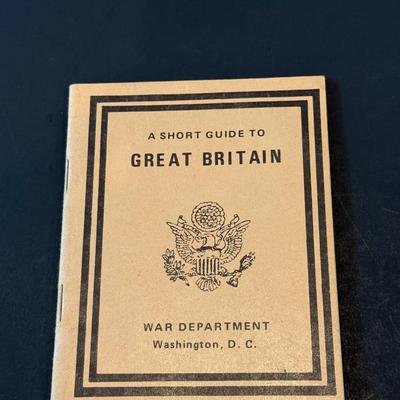 A SHORT GUIDE TO
GREAT BRITAIN
WAR DEPARTMENT
Washington, D. C.